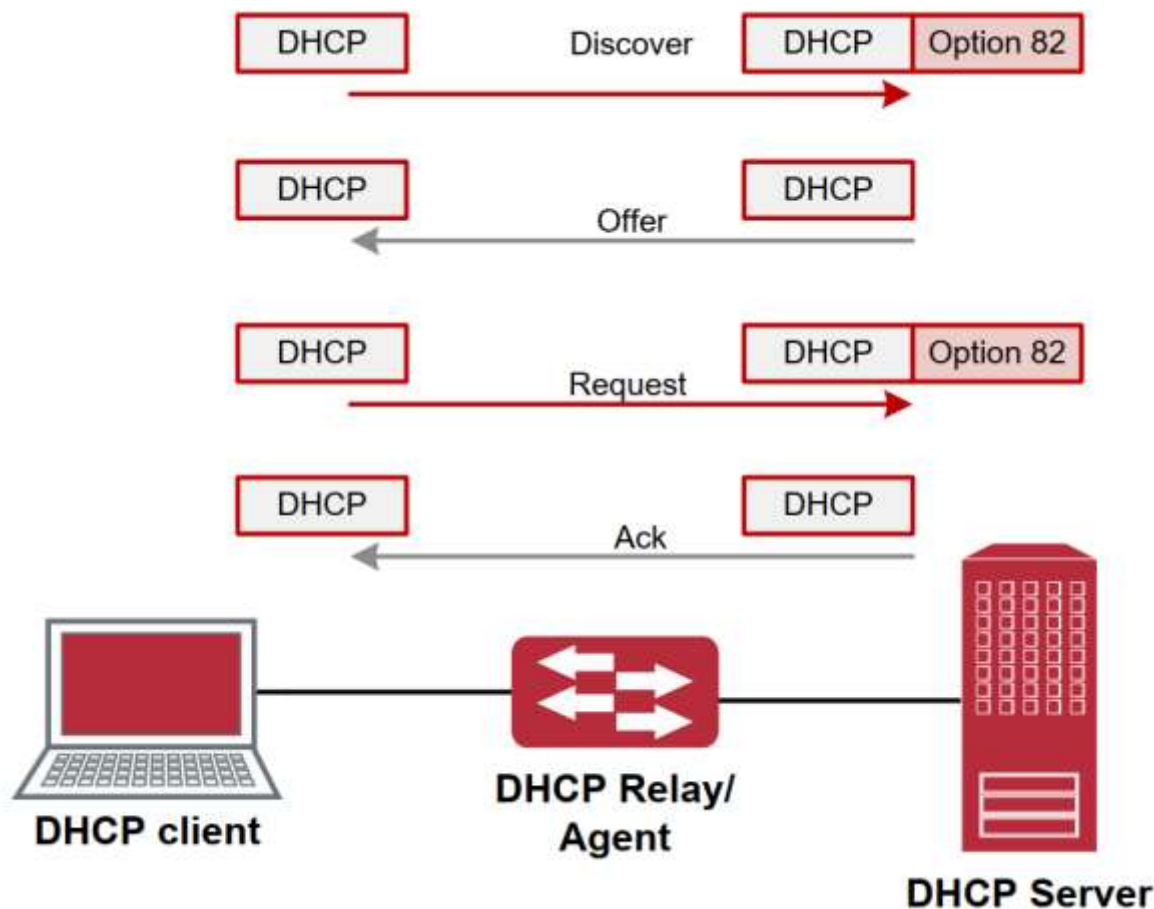 DHCP Discover DHCP Option 82
DHCP DHCP
Offer
DHCP DHCP Option 82
Request
DHCP DHCP
Ack
DHCP client
DHCP Relay/
Agent
DHCP Server